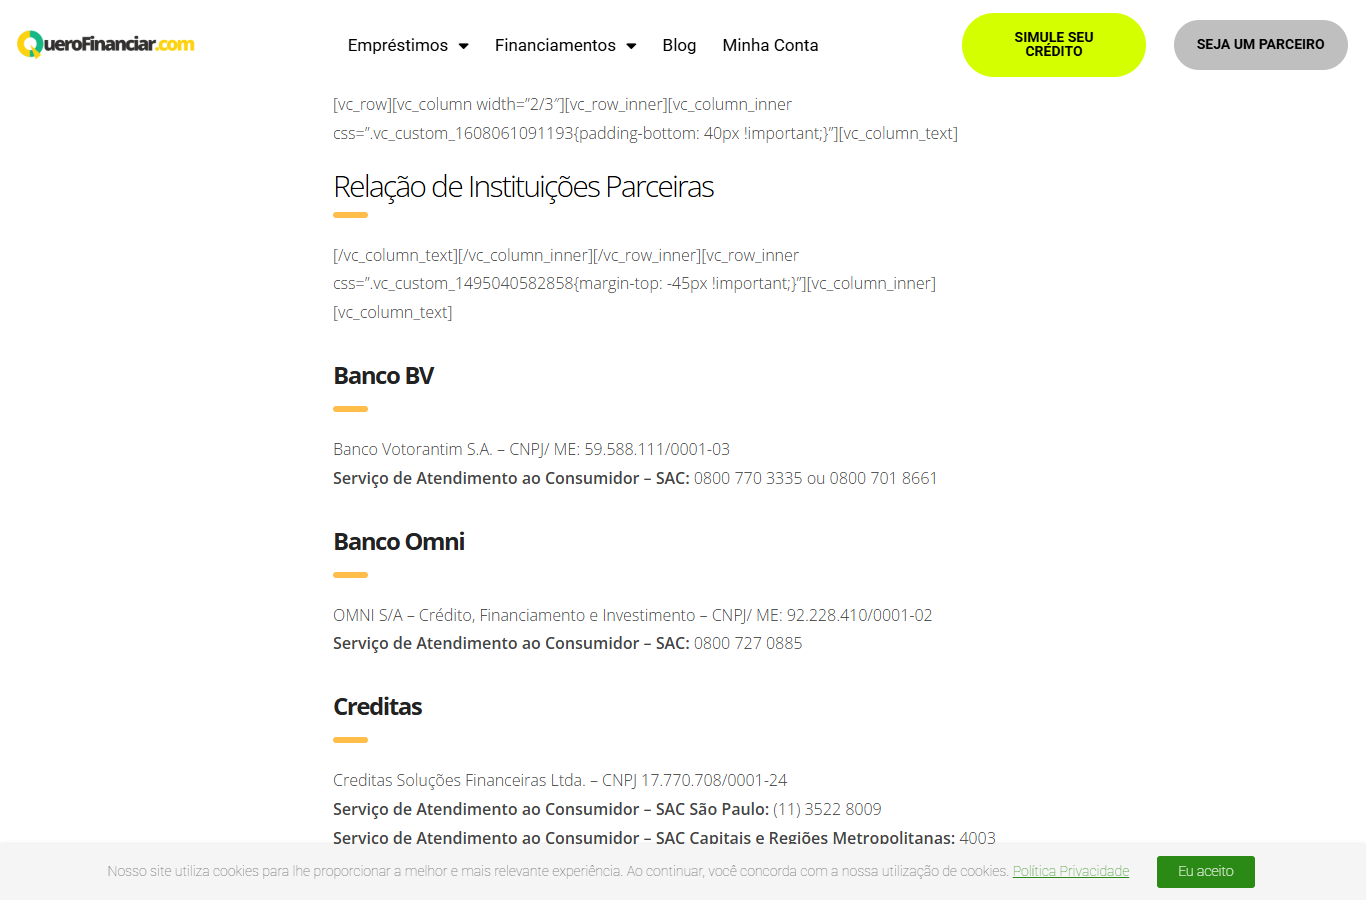 QueroFinanciar.com
Empréstimos
Financiamentos
Blog
Minha Conta
SIMULE SEU
CRÉDITO
SEJA UM PARCEIRO
[vc_row][vc_column width=”2/3″][vc_row_inner][vc_column_inner
css=”.vc_custom_1608061091193{padding-bottom: 40px !important;}”][vc_column_text]
Relação de Instituições Parceiras
[/vc_column_text][/vc_column_inner][/vc_row_inner][vc_row_inner
css=”.vc_custom_1495040582858{margin-top: -45px !important;}”][vc_column_inner]
[vc_column_text]
Banco BV
Banco Votorantim S.A. – CNPJ/ ME: 59.588.111/0001-03
Serviço de Atendimento ao Consumidor – SAC: 0800 770 3335 ou 0800 701 8661
Banco Omni
OMNI S/A – Crédito, Financiamento e Investimento – CNPJ/ ME: 92.228.410/0001-02
Serviço de Atendimento ao Consumidor – SAC: 0800 727 0885
Creditas
Creditas Soluções Financeiras Ltda. – CNPJ 17.770.708/0001-24
Serviço de Atendimento ao Consumidor – SAC São Paulo: (11) 3522 8009
Serviço de Atendimento ao Consumidor – SAC Capitais e Regiões Metropolitanas: 4003
Nosso site utiliza cookies para lhe proporcionar a melhor e mais relevante experiência. Ao continuar, você concorda com a nossa utilização de cookies. Política Privacidade
Eu aceito